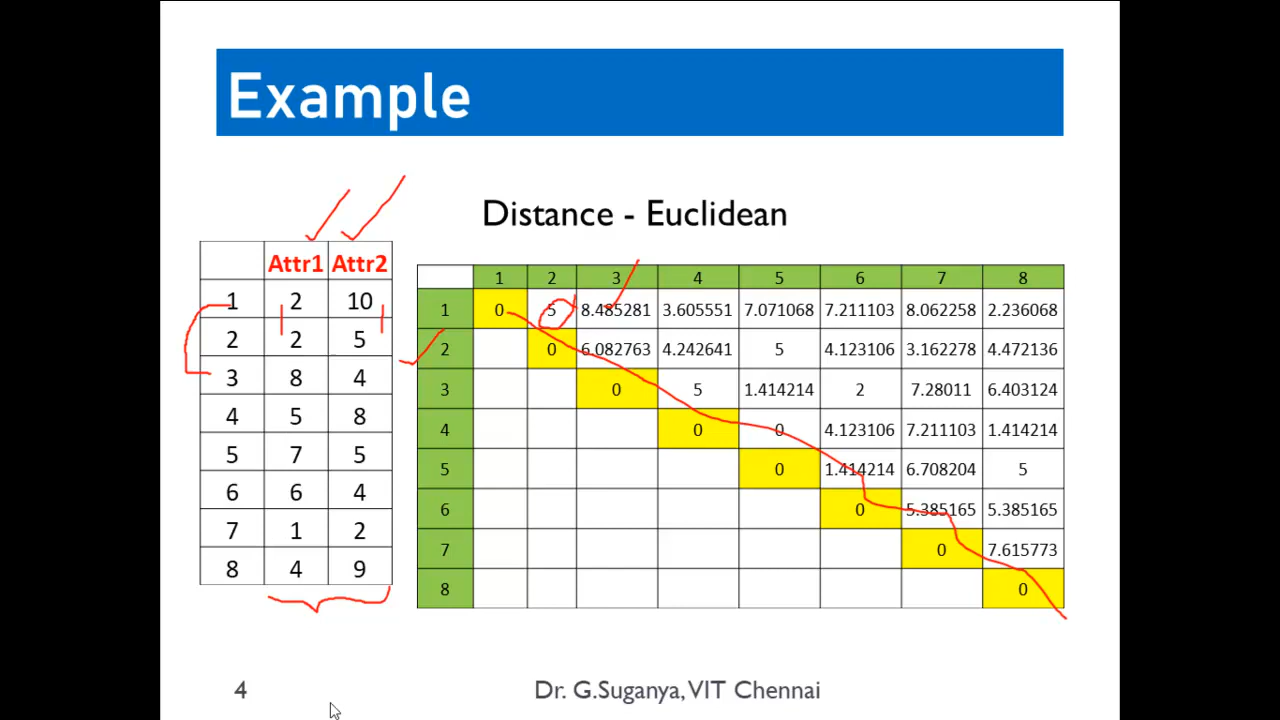 Example
Distance - Euclidean
Attr1 Attr2
1 2 10
2 2 5
3 8 4
4 5 8
5 7 5
6 6 4
7 1 2
8 4 9
1 2 3 4 5 6 7 8
1 0 5 8.485281 3.605551 7.071068 7.211103 8.062258 2.236068
2 0 6.082763 4.242641 5 4.123106 3.162278 4.472136
3 0 5 1.414214 2 7.28011 6.403124
4 0 0 4.123106 7.211103 1.414214
5 0 1.414214 6.708204 5
6 0 5.385165 5.385165
7 0 7.615773
8 0
4 Dr. G.Suganya, VIT Chennai